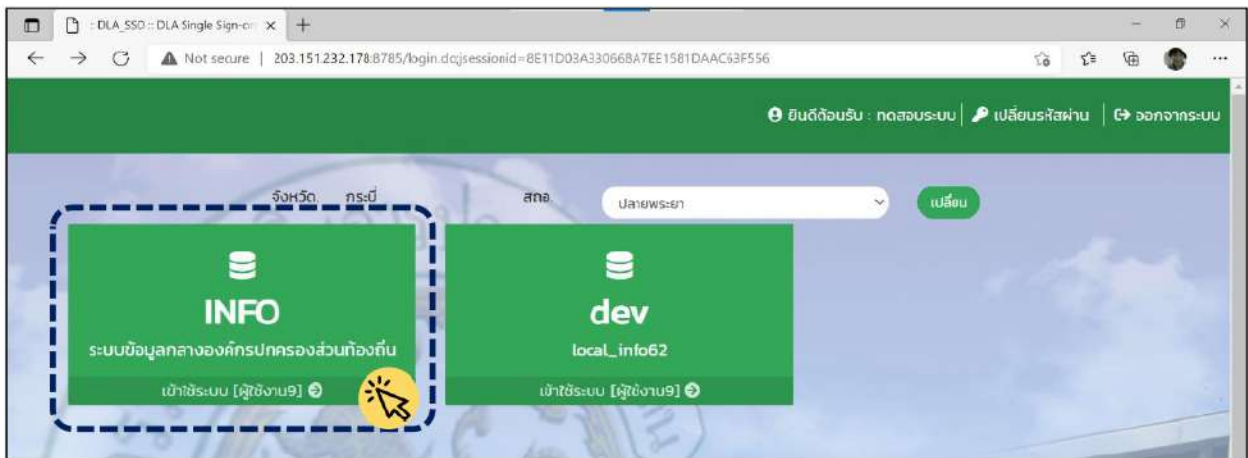 : DLA_SSO :: DLA Single Sign-on
Not secure | 203.151.232.178:8785/login.do;jsessionid=8E11D03A330668A7EE1581DAAC63F556
ยินดีต้อนรับ : ทดสอบระบบ | เปลี่ยนรหัสผ่าน | ออกจากระบบ
จังหวัด. กระบี่ สถอ. ปลายพระยา เปลี่ยน
INFO
ระบบข้อมูลกลางองค์กรปกครองส่วนท้องถิ่น
เข้าใช้ระบบ [ผู้ใช้งาน9]
dev
local_info62
เข้าใช้ระบบ [ผู้ใช้งาน9]